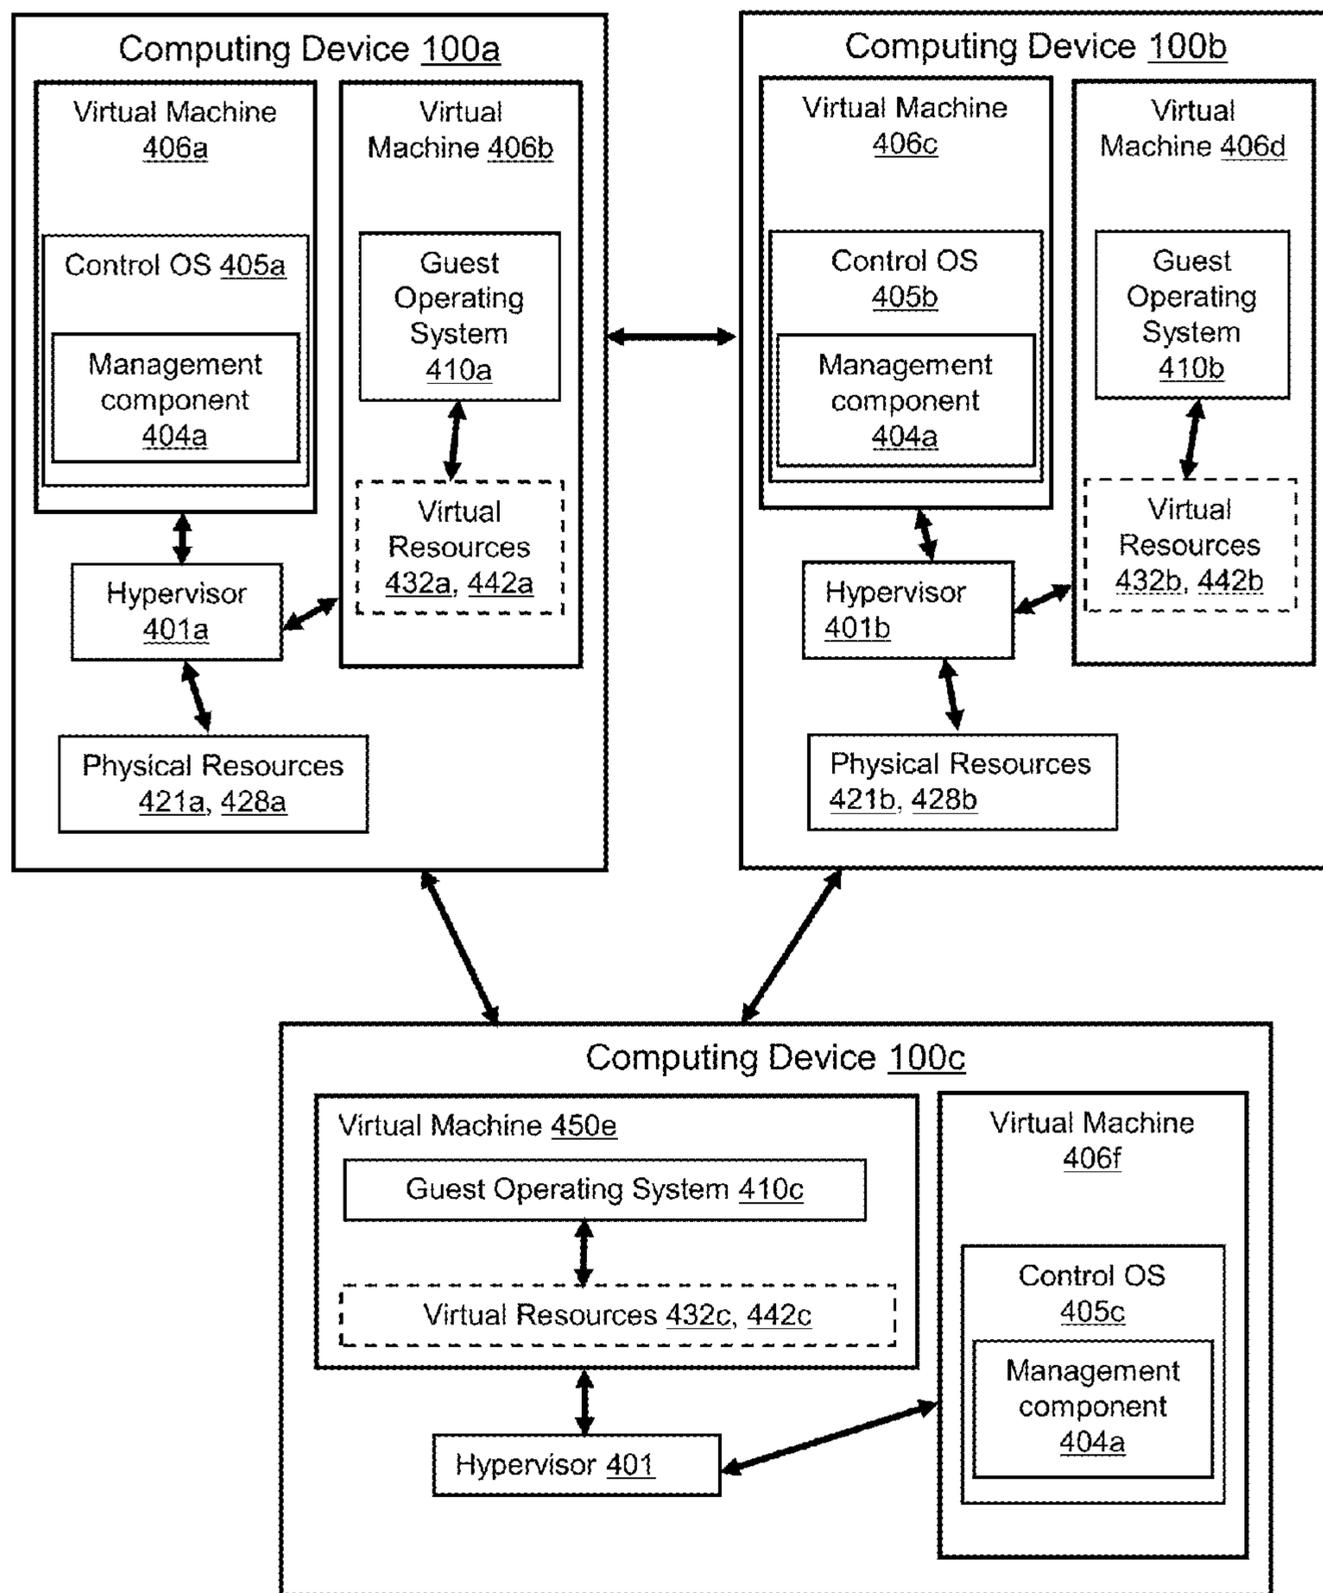 Computing Device 100a
Virtual Machine
406a
Control OS 405a
Management
component
404a
Virtual
Machine 406b
Guest
Operating
System
410a
Virtual
Resources
432a, 442a
Hypervisor
401a
Physical Resources
421a, 428a
Computing Device 100b
Virtual Machine
406c
Control OS
405b
Management
component
404a
Virtual
Machine 406d
Guest
Operating
System
410b
Virtual
Resources
432b, 442b
Hypervisor
401b
Physical Resources
421b, 428b
Computing Device 100c
Virtual Machine 450e
Guest Operating System 410c
Virtual Resources 432c, 442c
Hypervisor 401
Virtual Machine
406f
Control OS
405c
Management
component
404a